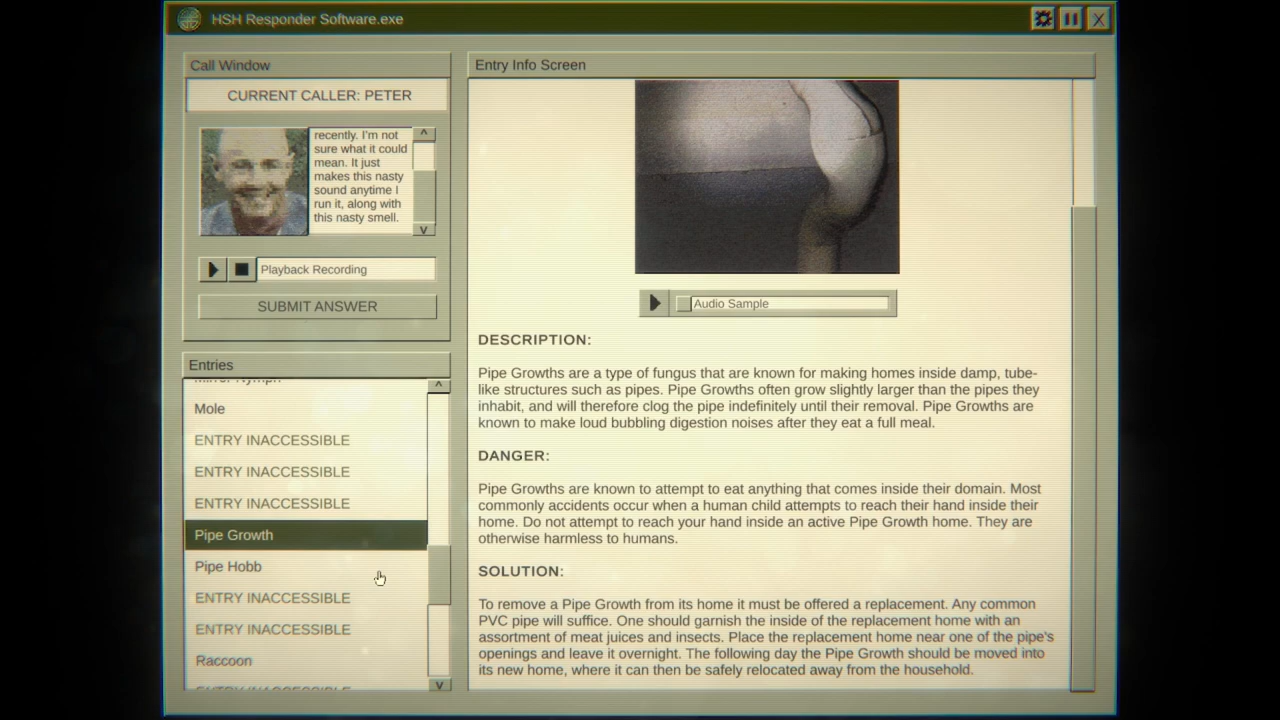 HSH Responder Software.exe
Call Window
CURRENT CALLER: PETER
recently. I'm not
sure what it could
mean. It just
makes this nasty
sound anytime I
run it, along with
this nasty smell.
Playback Recording
SUBMIT ANSWER
Entries
Mirror Nymph
Mole
ENTRY INACCESSIBLE
ENTRY INACCESSIBLE
ENTRY INACCESSIBLE
Pipe Growth
Pipe Hobb
ENTRY INACCESSIBLE
ENTRY INACCESSIBLE
Raccoon
ENTRY INACCESSIBLE
Entry Info Screen
Audio Sample
DESCRIPTION:
Pipe Growths are a type of fungus that are known for making homes inside damp, tube-
like structures such as pipes. Pipe Growths often grow slightly larger than the pipes they
inhabit, and will therefore clog the pipe indefinitely until their removal. Pipe Growths are
known to make loud bubbling digestion noises after they eat a full meal.
DANGER:
Pipe Growths are known to attempt to eat anything that comes inside their domain. Most
commonly accidents occur when a human child attempts to reach their hand inside their
home. Do not attempt to reach your hand inside an active Pipe Growth home. They are
otherwise harmless to humans.
SOLUTION:
To remove a Pipe Growth from its home it must be offered a replacement. Any common
PVC pipe will suffice. One should garnish the inside of the replacement home with an
assortment of meat juices and insects. Place the replacement home near one of the pipe's
openings and leave it overnight. The following day the Pipe Growth should be moved into
its new home, where it can then be safely relocated away from the household.